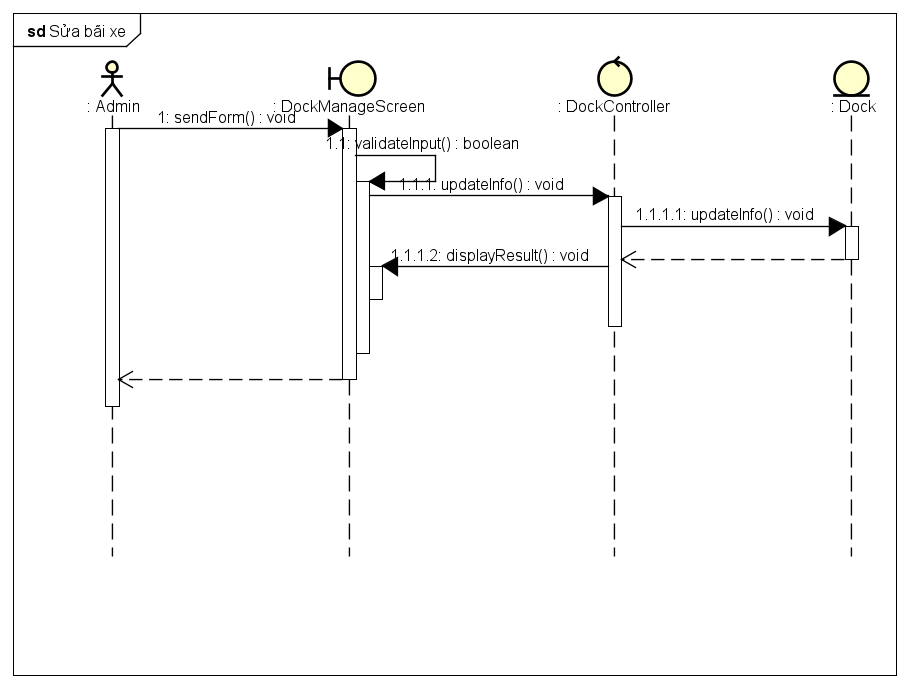 sd Sửa bãi xe
: Admin
: DockManageScreen
: DockController
: Dock
1: sendForm() : void
1.1: validateInput() : boolean
1.1.1: updateInfo() : void
1.1.1.1: updateInfo() : void
1.1.1.2: displayResult() : void